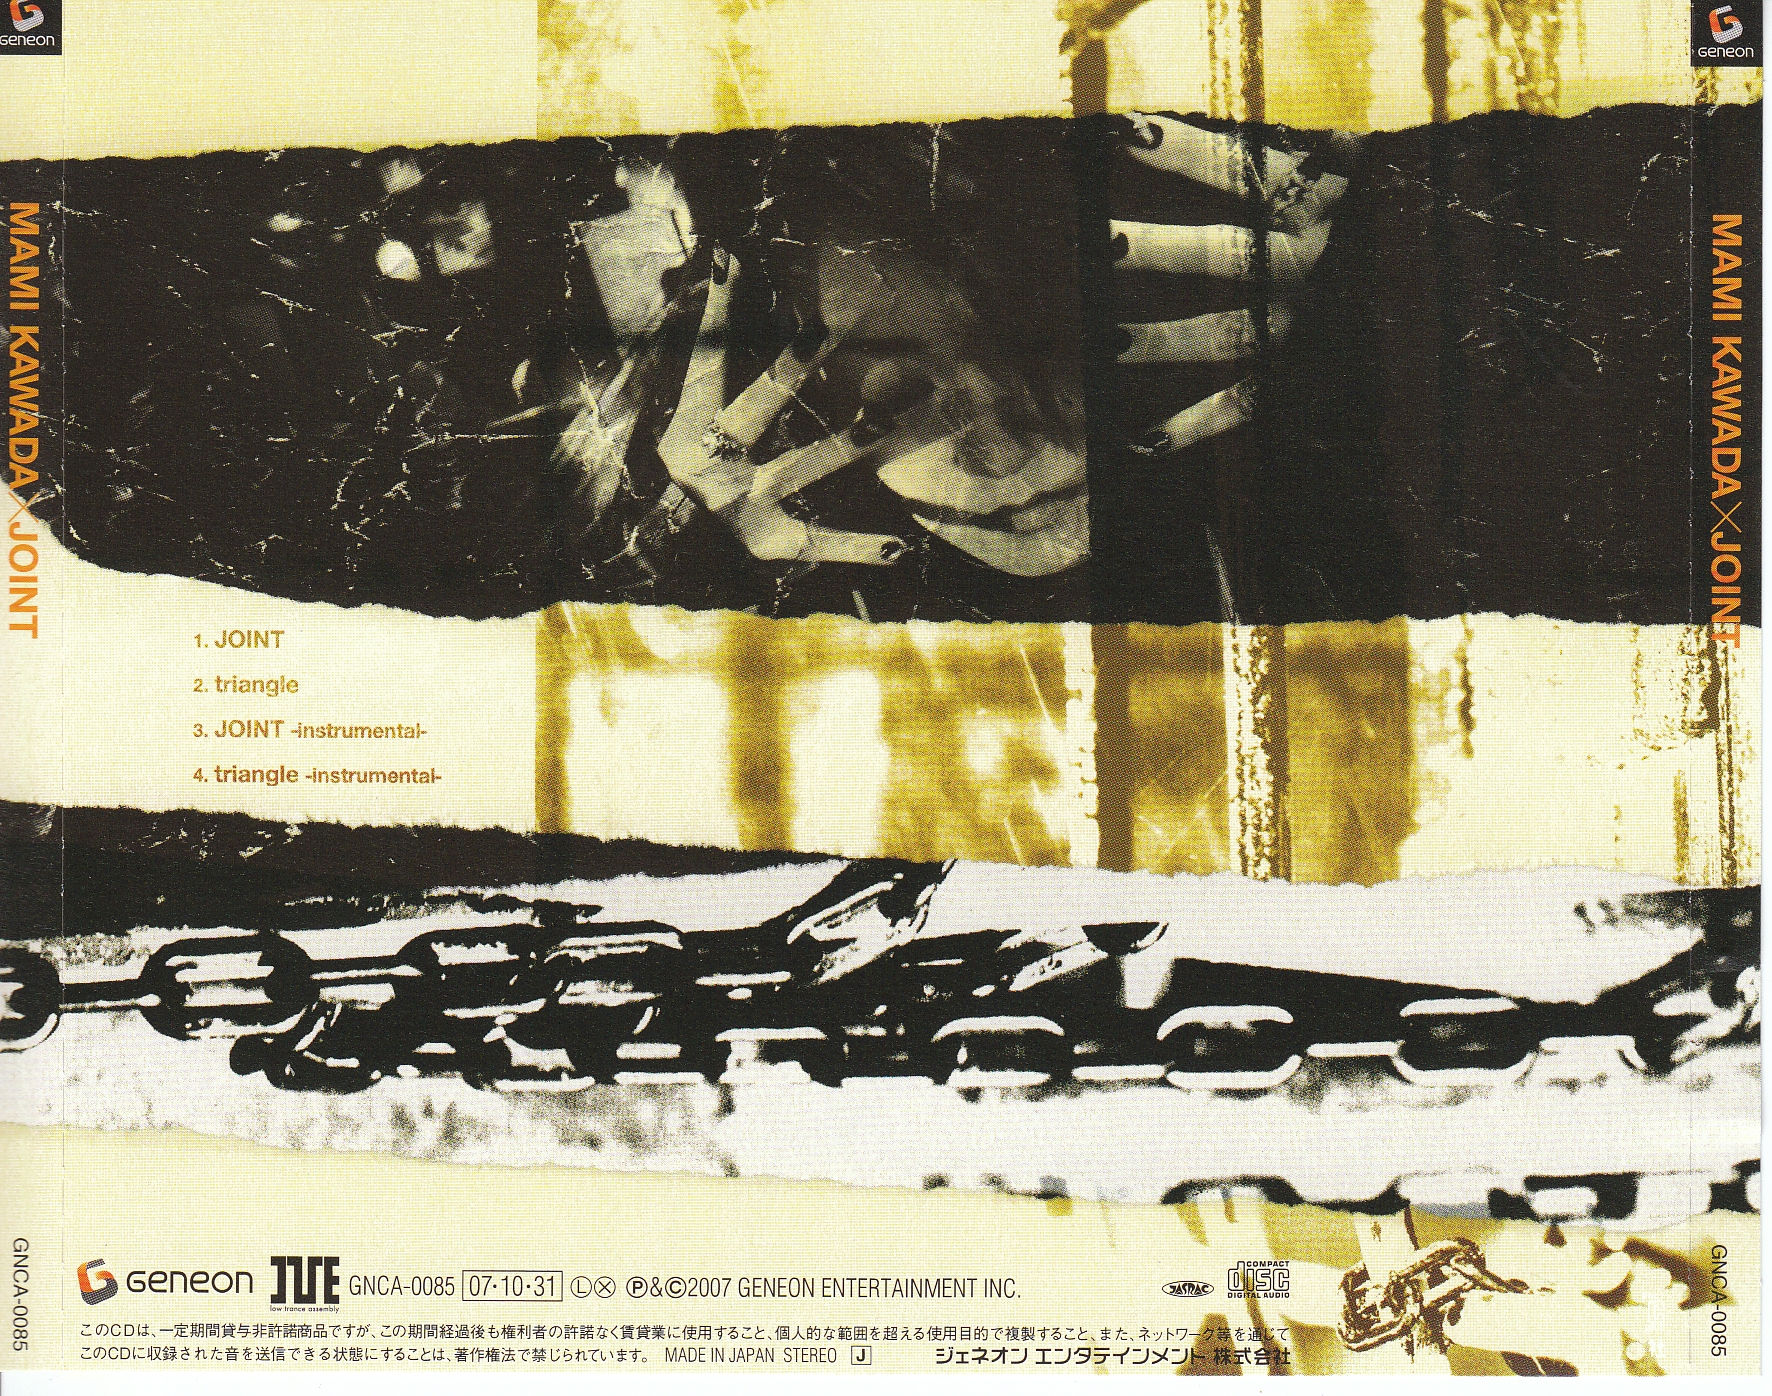 GENEON
GENEON
MAMI KAWADA×JOINT
MAMI KAWADA×JOINT
1. JOINT
2. triangle
3. JOINT -instrumental-
4. triangle -instrumental-
GNCA-0085
GNCA-0085
GENEON
low trance assembly
GNCA-0085 07·10·31 ⓁⓍ Ⓟ&©2007 GENEON ENTERTAINMENT INC.
JASRAC
COMPACT
disc
DIGITAL AUDIO
このCDは、一定期間貸与非許諾商品ですが、この期間経過後も権利者の許諾なく賃貸業に使用すること、個人的な範囲を超える使用目的で複製すること、また、ネットワーク等を通じて
このCDに収録された音を送信できる状態にすることは、著作権法で禁じられています。 MADE IN JAPAN STEREO J
ジェネオン エンタテインメント 株式会社